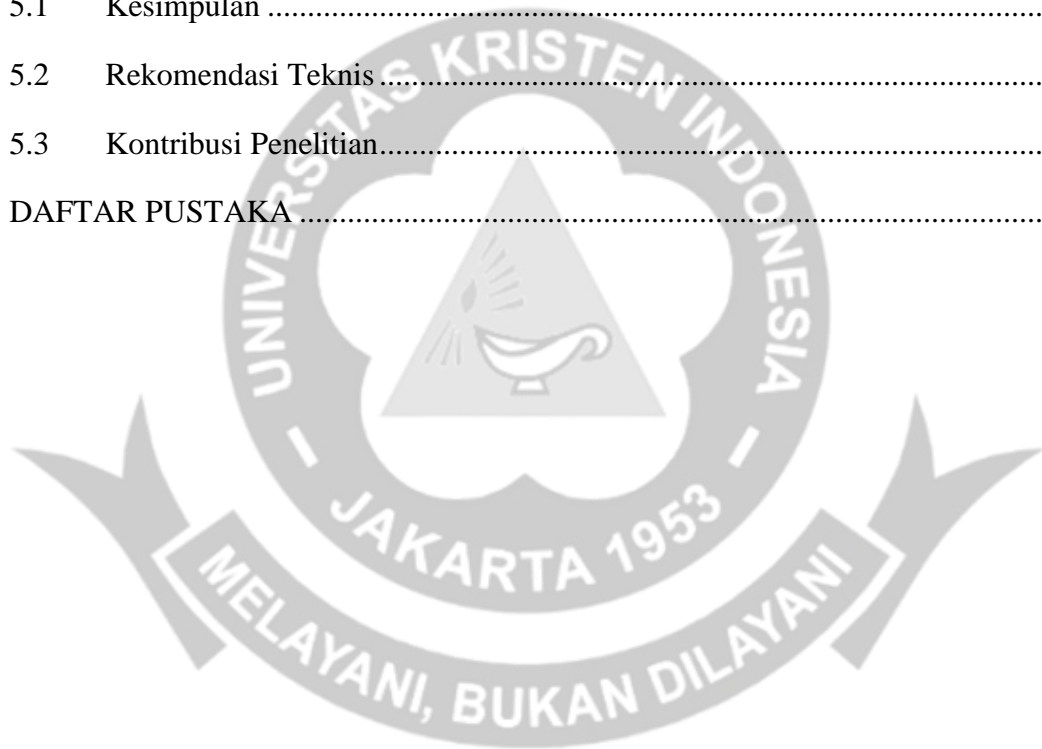 5.1 Kesimpulan ..........................................................................................
5.2 Rekomendasi Teknis ..........................................................................
5.3 Kontribusi Penelitian..........................................................................
DAFTAR PUSTAKA ..................................................................................
UNIVERSITAS KRISTEN INDONESIA
JAKARTA 1953
MELAYANI, BUKAN DILAYANI